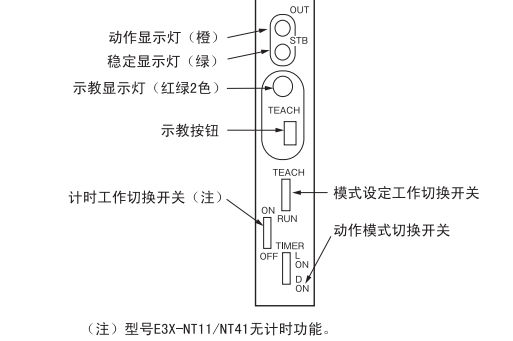 OUT
动作显示灯（橙）
STB
稳定显示灯（绿）
示教显示灯（红绿2色）
TEACH
示教按钮
TEACH
计时工作切换开关（注）
模式设定工作切换开关
ON
RUN
动作模式切换开关
TIMER
OFF
L
ON
D
ON
（注）型号E3X-NT11/NT41无计时功能。